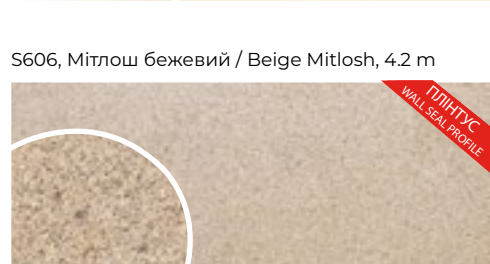 S606, Мітлош бежевий / Beige Mitlosh, 4.2 m
ПЛІНТУС
WALL SEAL PROFILE